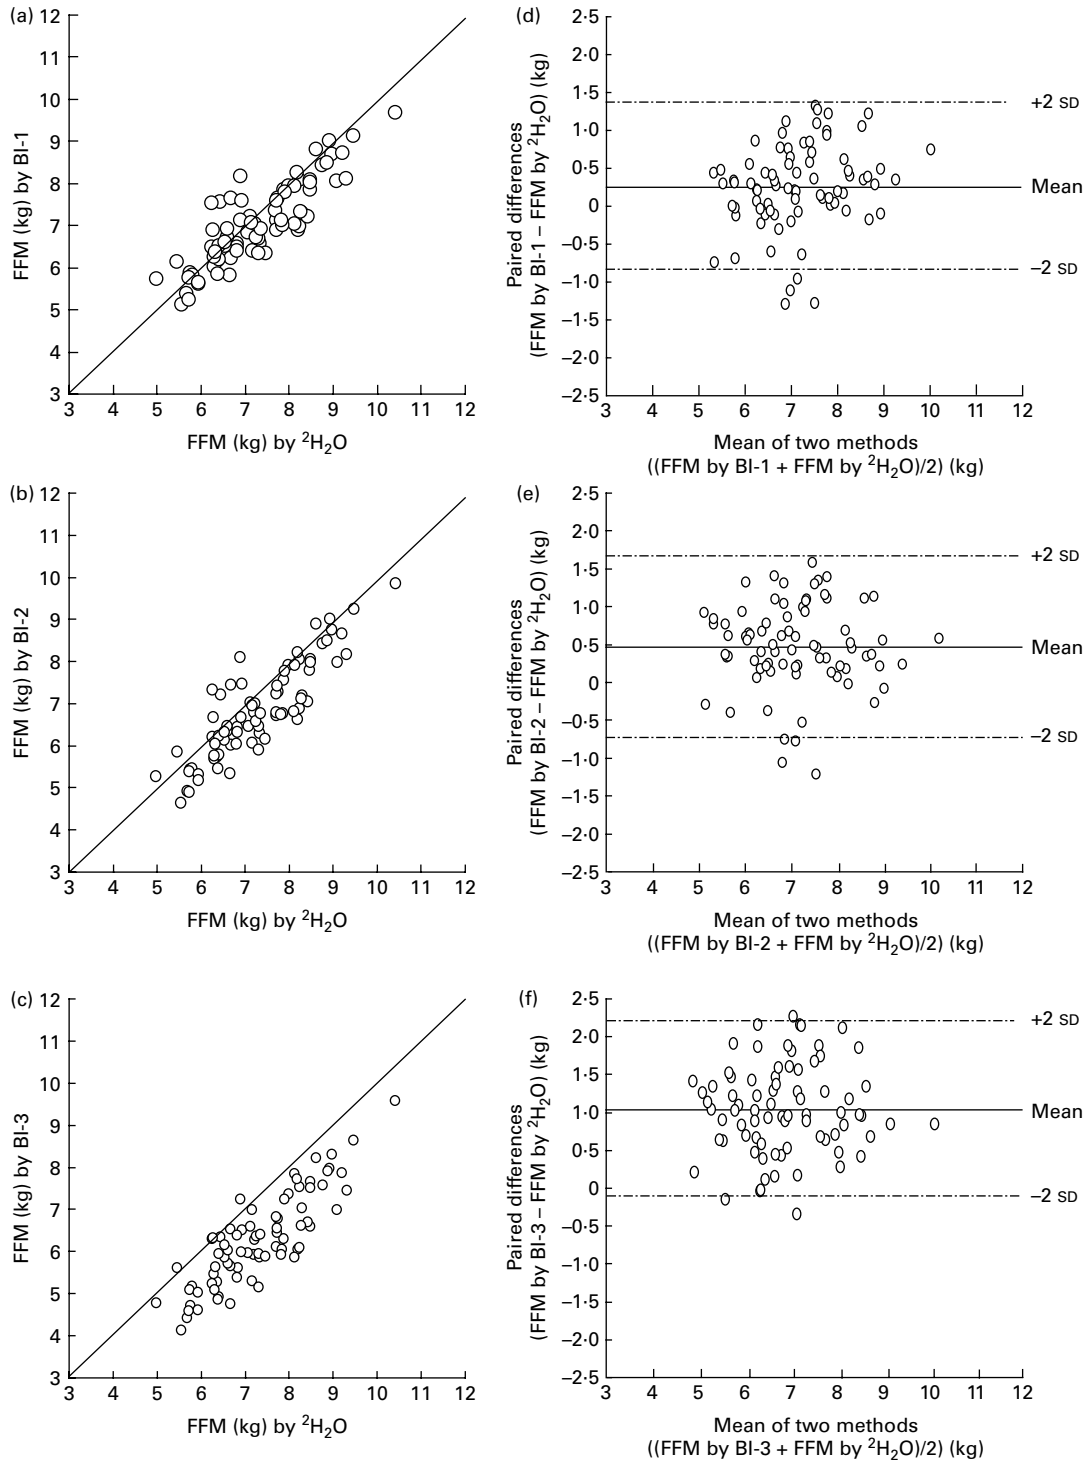 (a)
12
11
10
9
8
7
6
5
4
3
FFM (kg) by BI-1
3 4 5 6 7 8 9 10 11 12
FFM (kg) by ²H₂O
(d)
2·5
2·0
1·5
1·0
0·5
0
–0·5
–1·0
–1·5
–2·0
–2·5
Paired differences
(FFM by BI-1 – FFM by ²H₂O) (kg)
+2 SD
Mean
–2 SD
3 4 5 6 7 8 9 10 11 12
Mean of two methods
((FFM by BI-1 + FFM by ²H₂O)/2) (kg)
(b)
12
11
10
9
8
7
6
5
4
3
FFM (kg) by BI-2
3 4 5 6 7 8 9 10 11 12
FFM (kg) by ²H₂O
(e)
2·5
2·0
1·5
1·0
0·5
0
–0·5
–1·0
–1·5
–2·0
–2·5
Paired differences
(FFM by BI-2 – FFM by ²H₂O) (kg)
+2 SD
Mean
–2 SD
3 4 5 6 7 8 9 10 11 12
Mean of two methods
((FFM by BI-2 + FFM by ²H₂O)/2) (kg)
(c)
12
11
10
9
8
7
6
5
4
3
FFM (kg) by BI-3
3 4 5 6 7 8 9 10 11 12
FFM (kg) by ²H₂O
(f)
2·5
2·0
1·5
1·0
0·5
0
–0·5
–1·0
–1·5
–2·0
–2·5
Paired differences
(FFM by BI-3 – FFM by ²H₂O) (kg)
+2 SD
Mean
–2 SD
3 4 5 6 7 8 9 10 11 12
Mean of two methods
((FFM by BI-3 + FFM by ²H₂O)/2) (kg)